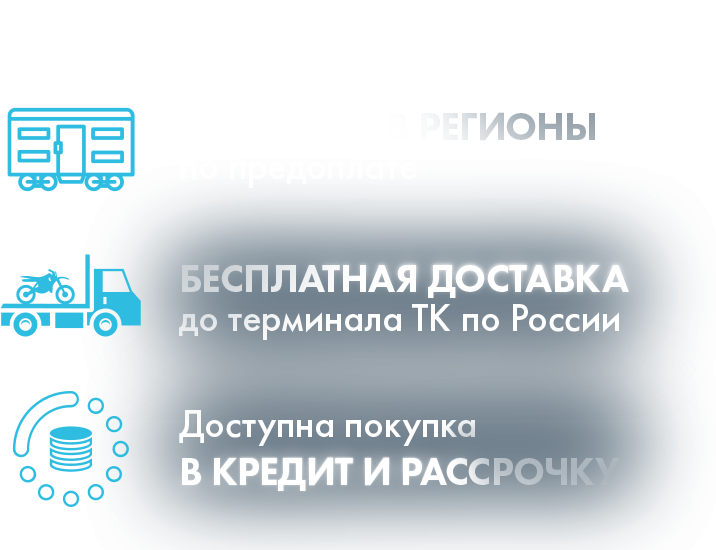 В РЕГИОНЫ
по предоплате
БЕСПЛАТНАЯ ДОСТАВКА
до терминала ТК по России
Доступна покупка
В КРЕДИТ И РАССРОЧКУ